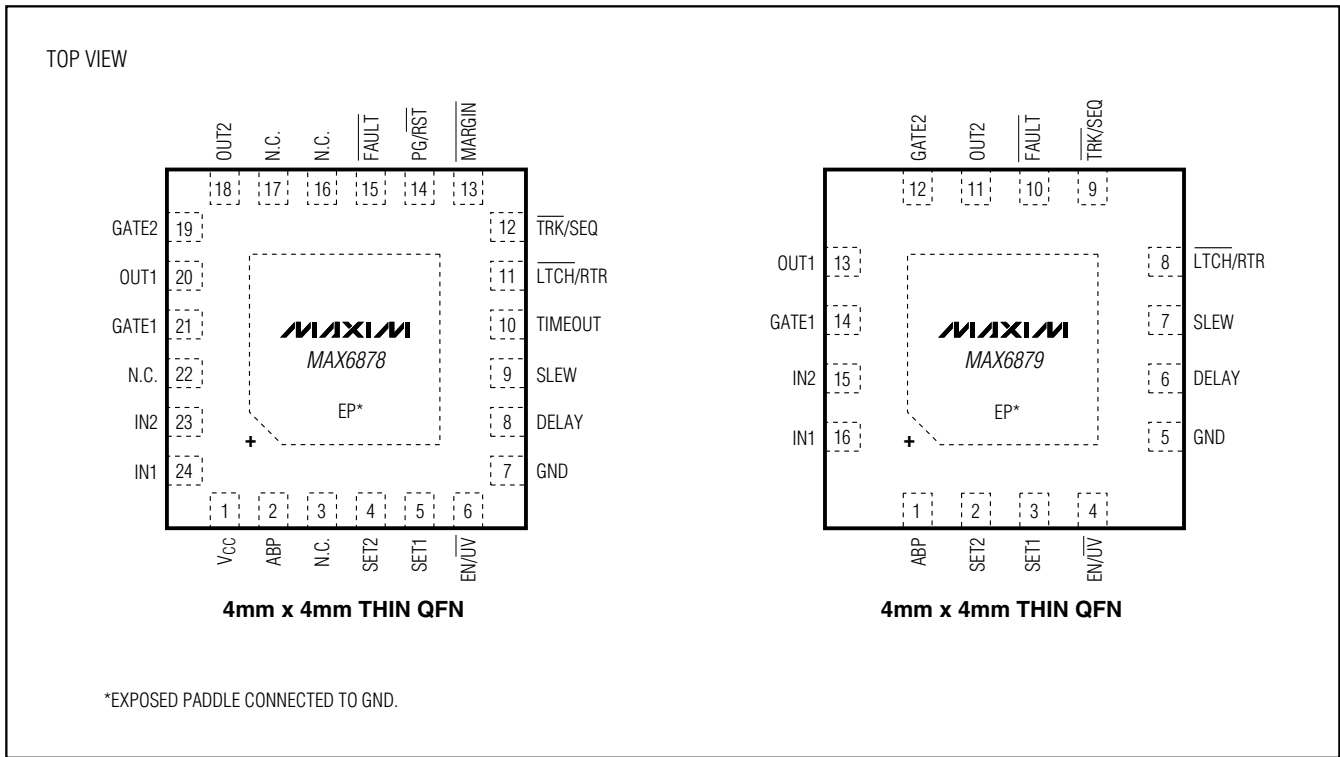 TOP VIEW
OUT2
N.C.
N.C.
FAULT
PG/RST
MARGIN
18
17
16
15
14
13
GATE2 19
12 TRK/SEQ
OUT1 20
11 LTCH/RTR
GATE1 21
10 TIMEOUT
N.C. 22
9 SLEW
IN2 23
8 DELAY
IN1 24
7 GND
MAXIM
MAX6878
EP*
+
1
2
3
4
5
6
VCC
ABP
N.C.
SET2
SET1
EN/UV
4mm x 4mm THIN QFN
GATE2
OUT2
FAULT
TRK/SEQ
12
11
10
9
OUT1 13
8 LTCH/RTR
GATE1 14
7 SLEW
IN2 15
6 DELAY
IN1 16
5 GND
MAXIM
MAX6879
EP*
+
1
2
3
4
ABP
SET2
SET1
EN/UV
4mm x 4mm THIN QFN
*EXPOSED PADDLE CONNECTED TO GND.